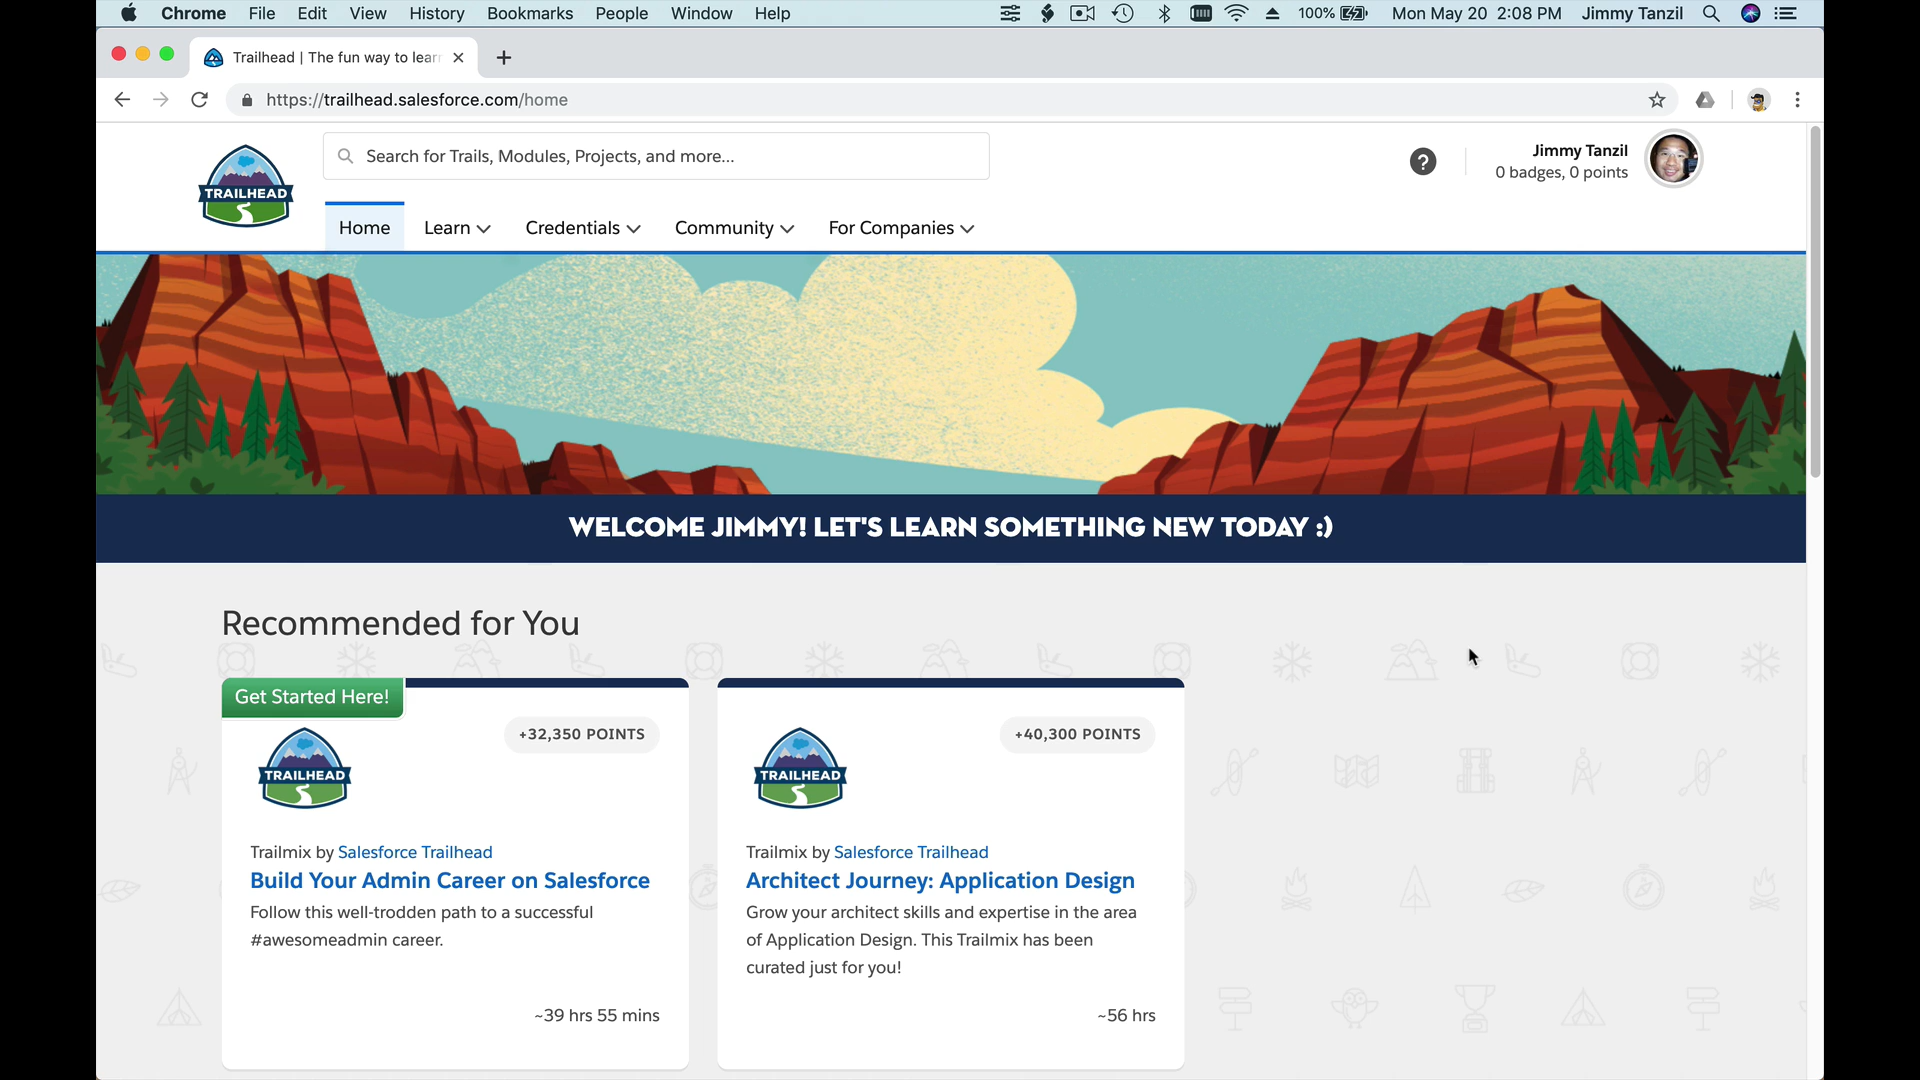 Chrome File Edit View History Bookmarks People Window Help 100% Mon May 20 2:08 PM Jimmy Tanzil
Trailhead | The fun way to lear
https://trailhead.salesforce.com/home
TRAILHEAD
Search for Trails, Modules, Projects, and more...
?
Jimmy Tanzil
0 badges, 0 points
Home Learn Credentials Community For Companies
WELCOME JIMMY! LET'S LEARN SOMETHING NEW TODAY :)
Recommended for You
Get Started Here!
+32,350 POINTS
TRAILHEAD
Trailmix by Salesforce Trailhead
Build Your Admin Career on Salesforce
Follow this well-trodden path to a successful
#awesomeadmin career.
~39 hrs 55 mins
+40,300 POINTS
TRAILHEAD
Trailmix by Salesforce Trailhead
Architect Journey: Application Design
Grow your architect skills and expertise in the area
of Application Design. This Trailmix has been
curated just for you!
~56 hrs